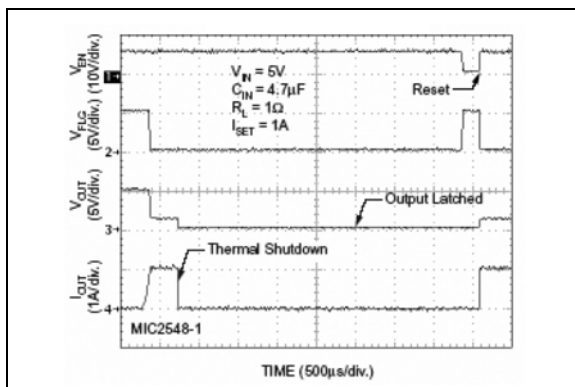 V_EN
(10V/div.)
V_FLG
(5V/div.)
V_OUT
(5V/div.)
I_OUT
(1A/div.)
1
2
3
4
V_IN = 5V
C_IN = 4.7µF
R_L = 1Ω
I_SET = 1A
Reset
Output Latched
Thermal Shutdown
MIC2548-1
TIME (500µs/div.)